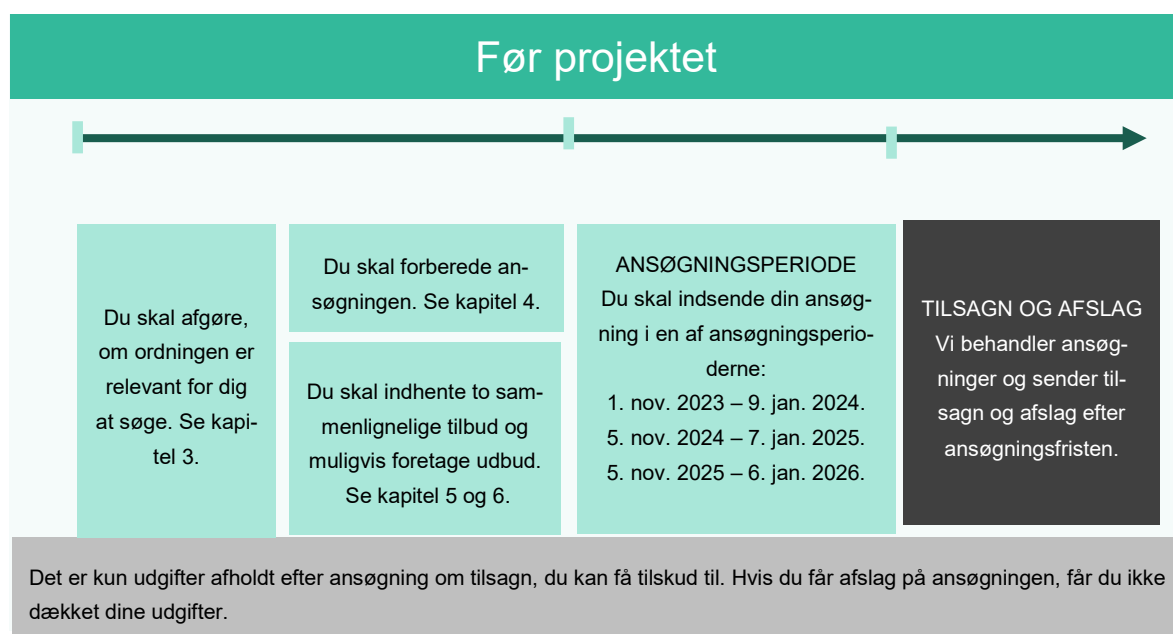 Før projektet
Du skal afgøre,
om ordningen er
relevant for dig
at søge. Se kapi-
tel 3.
Du skal forberede an-
søgningen. Se kapitel 4.
Du skal indhente to sam-
menlignelige tilbud og
muligvis foretage udbud.
Se kapitel 5 og 6.
ANSØGNINGSPERIODE
Du skal indsende din ansøg-
ning i en af ansøgningsperio-
derne:
1. nov. 2023 – 9. jan. 2024.
5. nov. 2024 – 7. jan. 2025.
5. nov. 2025 – 6. jan. 2026.
TILSAGN OG AFSLAG
Vi behandler ansøg-
ninger og sender til-
sagn og afslag efter
ansøgningsfristen.
Det er kun udgifter afholdt efter ansøgning om tilsagn, du kan få tilskud til. Hvis du får afslag på ansøgningen, får du ikke
dækket dine udgifter.